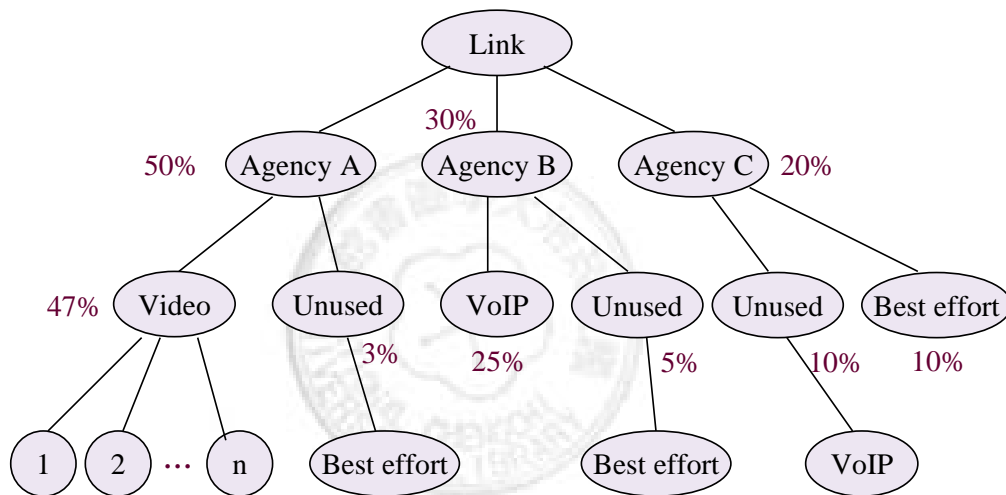 Link
30%
50%
Agency A
Agency B
Agency C
20%
47%
Video
Unused
VoIP
Unused
Unused
Best effort
3%
25%
5%
10%
10%
1
2
...
n
Best effort
Best effort
VoIP